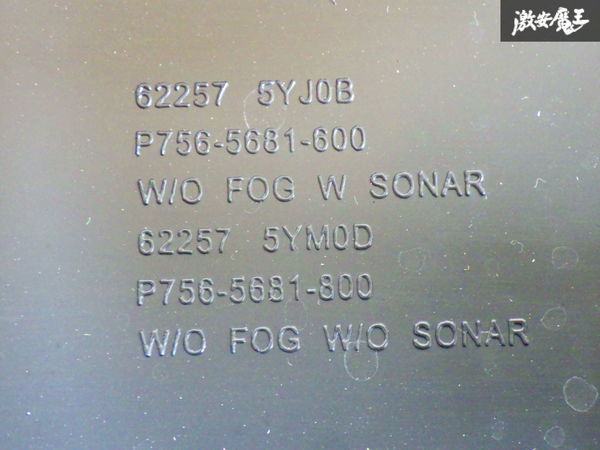 激安魔王
62257 5YJ0B
P756-5681-600
W/O FOG W SONAR
62257 5YM0D
P756-5681-800
W/O FOG W/O SONAR